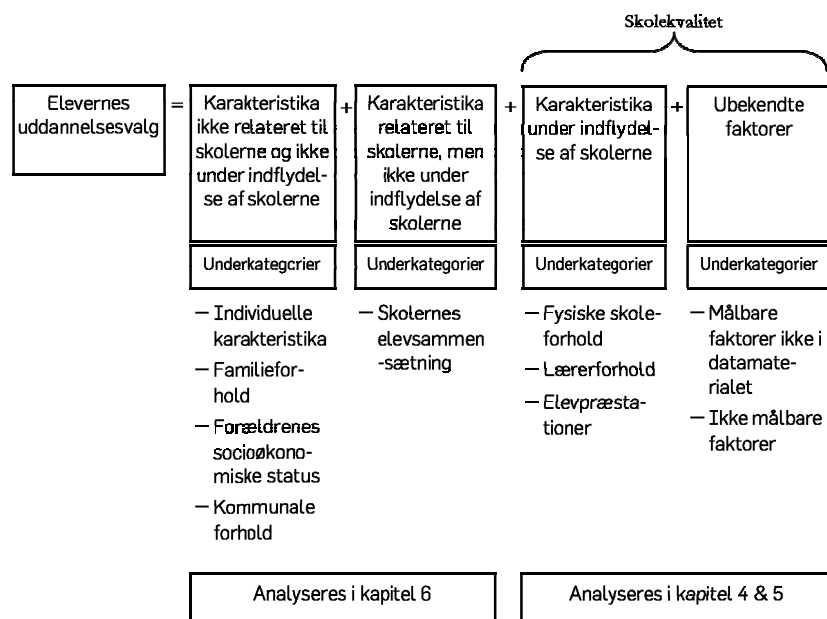 Skolekvalitet
Elevernes
uddannelsesvalg
=
Karakteristika
ikke relateret til
skolerne og ikke
under indflydel-
se af skolerne
+
Karakteristika
relateret til
skolerne, men
ikke under
indflydelse af
skolerne
+
Karakteristika
under indflydel-
se af skolerne
+
Ubekendte
faktorer
Underkategcrier
Underkategorier
Underkategorier
Underkategorier
— Individuelle
karakteristika
— Familiefor-
hold
— Forældrenes
socioøkono-
miske status
— Kommunale
forhold
— Skolernes
elevsammen
-sætning
— Fysiske skole-
forhold
— Lærerforhold
— Elevpræsta-
tioner
— Målbare
faktorer ikke i
datamate-
rialet
— Ikke målbare
faktorer
Analyseres i kapitel 6
Analyseres i kapitel 4 & 5